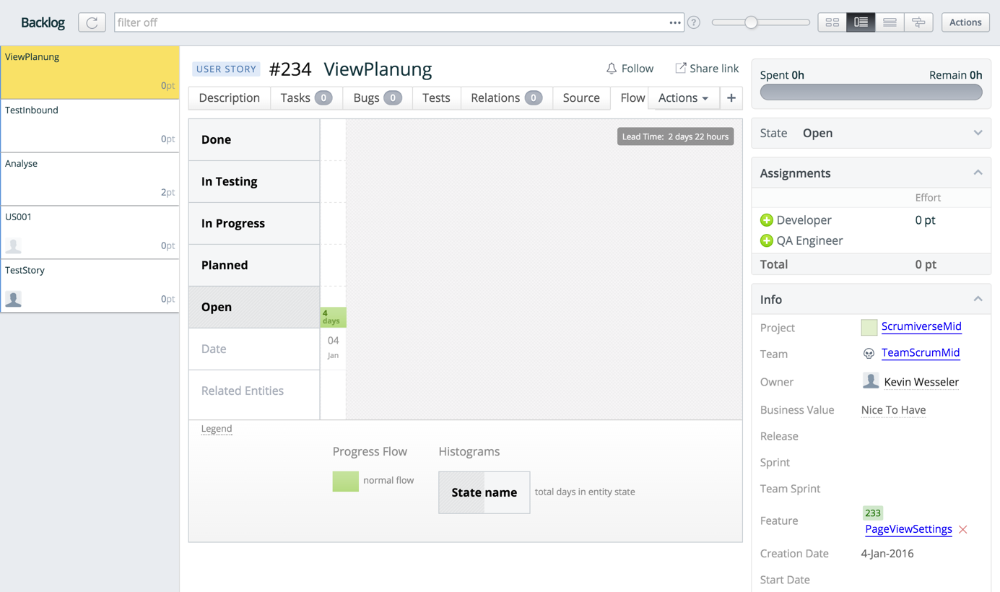 Backlog
filter off
...
?
Actions
ViewPlanung
0pt
TestInbound
0pt
Analyse
2pt
US001
0pt
TestStory
0pt
USER STORY #234 ViewPlanung
Follow
Share link
Description
Tasks 0
Bugs 0
Tests
Relations 0
Source
Flow
Actions
+
Done
In Testing
In Progress
Planned
Open
Date
Related Entities
Lead Time: 2 days 22 hours
4
days
04
Jan
Legend
Progress Flow
normal flow
Histograms
State name
total days in entity state
Spent 0h Remain 0h
State Open
Assignments
Effort
Developer 0 pt
QA Engineer
Total 0 pt
Info
Project ScrumiverseMid
Team TeamScrumMid
Owner Kevin Wesseler
Business Value Nice To Have
Release
Sprint
Team Sprint
Feature 233
PageViewSettings
Creation Date 4-Jan-2016
Start Date